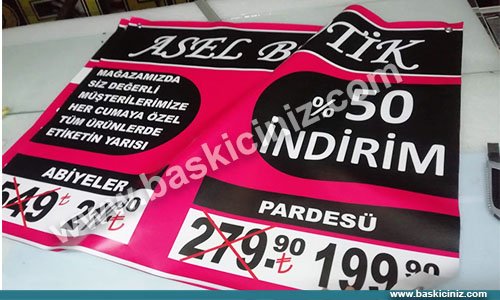 ASEL B TİK
MAĞAZAMIZDA
SİZ DEĞERLİ
MÜŞTERİLERİMİZE
HER CUMAYA ÖZEL
TÜM ÜRÜNLERDE
ETİKETİN YARISI
% 50
İNDİRİM
ABİYELER
549 ₺
PARDESÜ
279.90 ₺
199.90
www.baskiciniz.com
www.baskiciniz.com